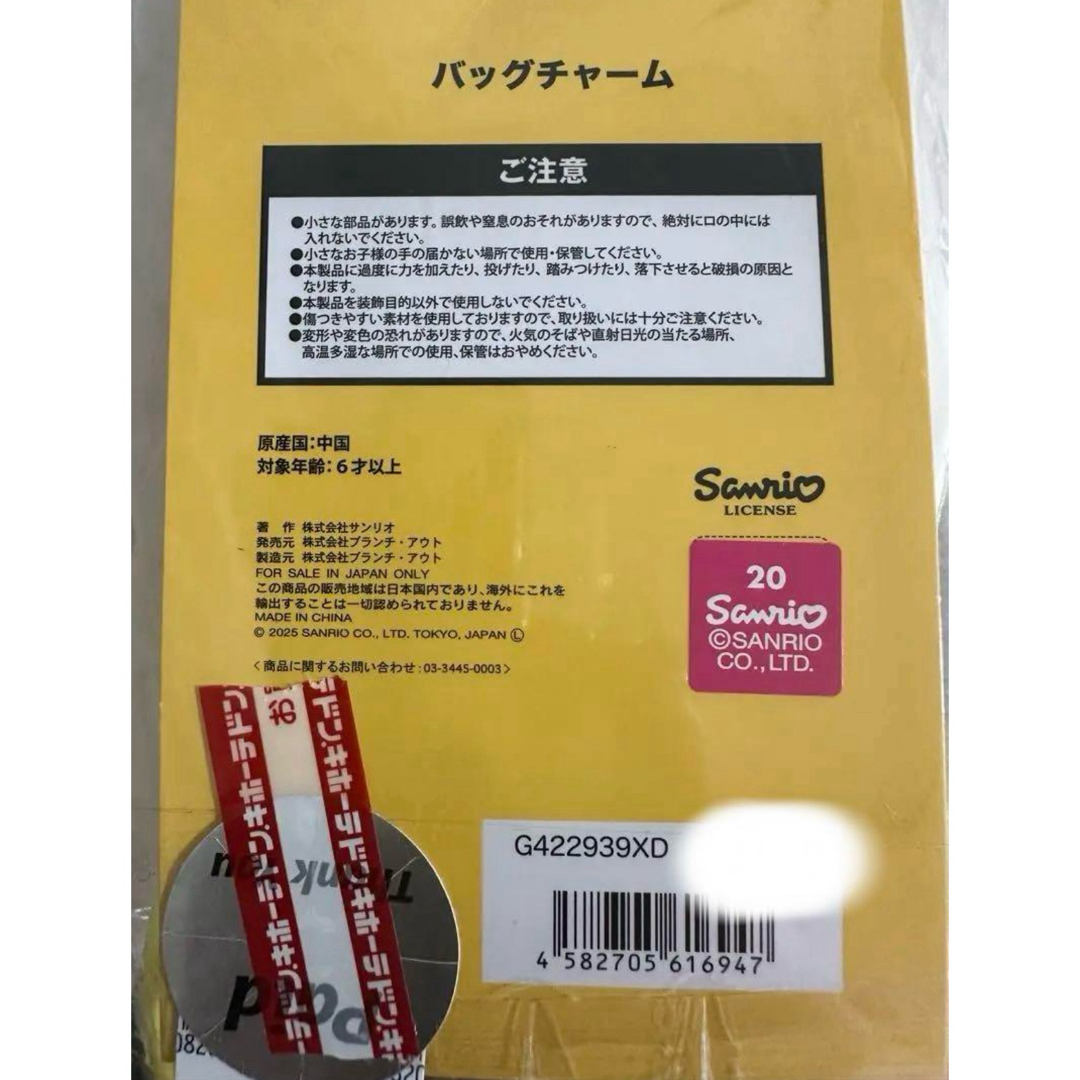 バッグチャーム
ご注意
●小さな部品があります。誤飲や窒息のおそれがありますので、絶対に口の中には
入れないでください。
●小さなお子様の手の届かない場所で使用・保管してください。
●本製品に過度に力を加えたり、投げたり、踏みつけたり、落下させると破損の原因と
なります。
●本製品を装飾目的以外で使用しないでください。
●傷つきやすい素材を使用しておりますので、取り扱いには十分ご注意ください。
●変形や変色の恐れがありますので、火気のそばや直射日光の当たる場所、
高温多湿な場所での使用、保管はおやめください。
原産国:中国
対象年齢:6才以上
Sanrio
LICENSE
著 作 株式会社サンリオ
発売元 株式会社ブランチ・アウト
製造元 株式会社ブランチ・アウト
FOR SALE IN JAPAN ONLY
この商品の販売地域は日本国内であり、海外にこれを
輸出することは一切認められておりません。
MADE IN CHINA
© 2025 SANRIO CO., LTD. TOKYO, JAPAN Ⓛ
<商品に関するお問い合わせ:03-3445-0003>
20
Sanrio
©SANRIO
CO., LTD.
ドン.キホーテ ドン.キホーテ
ドン.キホーテ ドン.キホーテ
G422939XD
4 582705 616947